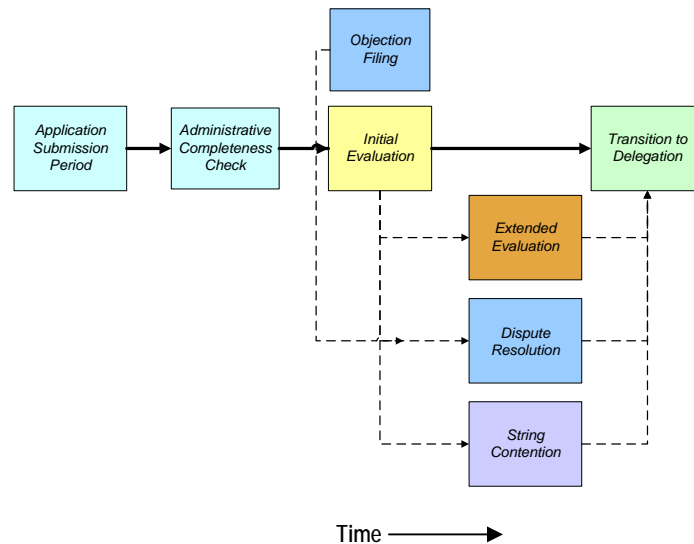 Objection
Filing
Application
Submission
Period
Administrative
Completeness
Check
Initial
Evaluation
Transition to
Delegation
Extended
Evaluation
Dispute
Resolution
String
Contention
Time